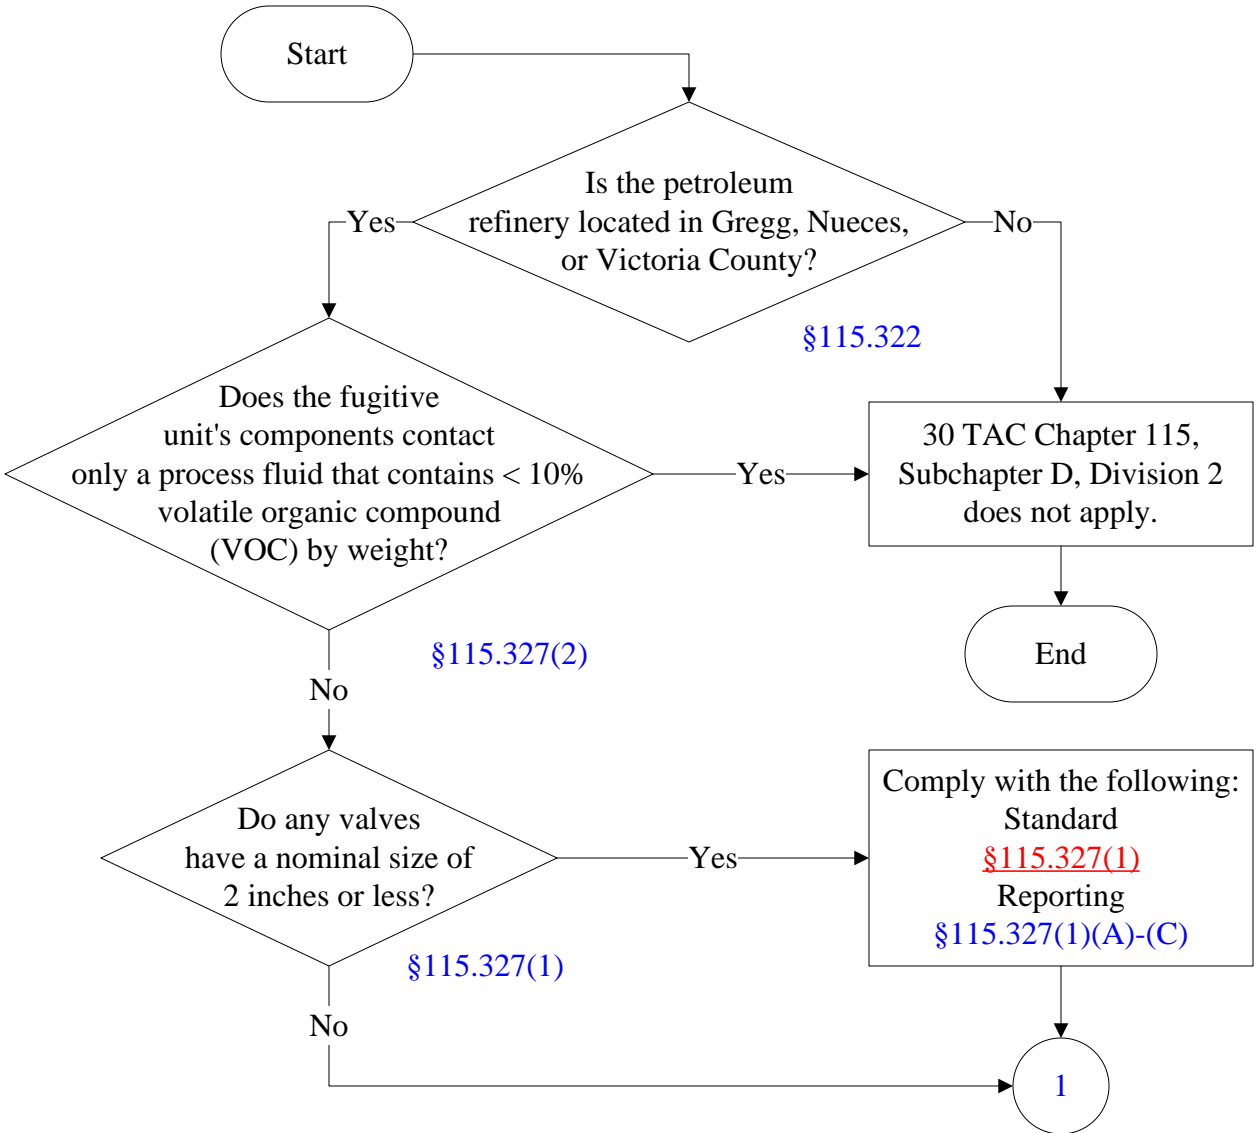 Start
Is the petroleum
refinery located in Gregg, Nueces,
or Victoria County?
Yes
No
§115.322
Does the fugitive
unit's components contact
only a process fluid that contains < 10%
volatile organic compound
(VOC) by weight?
Yes
30 TAC Chapter 115,
Subchapter D, Division 2
does not apply.
§115.327(2)
End
No
Do any valves
have a nominal size of
2 inches or less?
Yes
Comply with the following:
Standard
§115.327(1)
Reporting
§115.327(1)(A)-(C)
§115.327(1)
No
1